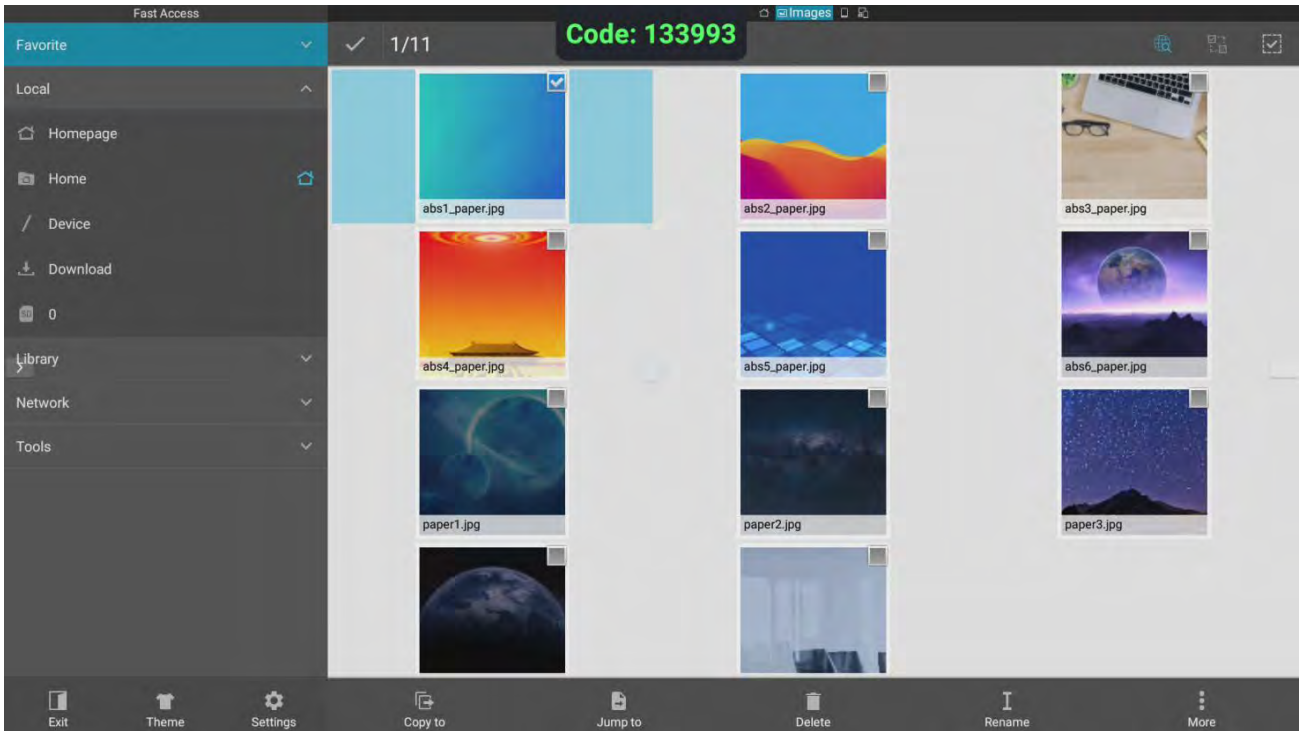 Fast Access
Images
Favorite
1/11
Code: 133993
Local
Homepage
Home
Device
Download
SD 0
Library
Network
Tools
abs1_paper.jpg
abs2_paper.jpg
abs3_paper.jpg
abs4_paper.jpg
abs5_paper.jpg
abs6_paper.jpg
paper1.jpg
paper2.jpg
paper3.jpg
Exit
Theme
Settings
Copy to
Jump to
Delete
Rename
More